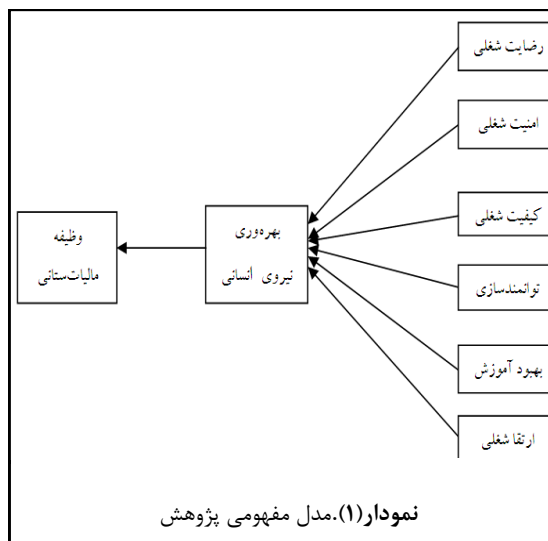 رضایت شغلی
امنیت شغلی
کیفیت شغلی
توانمندسازی
بهبود آموزش
ارتقا شغلی
بهره‌وری
نیروی انسانی
وظیفه
مالیات‌ستانی
نمودار(۱).مدل مفهومی پژوهش